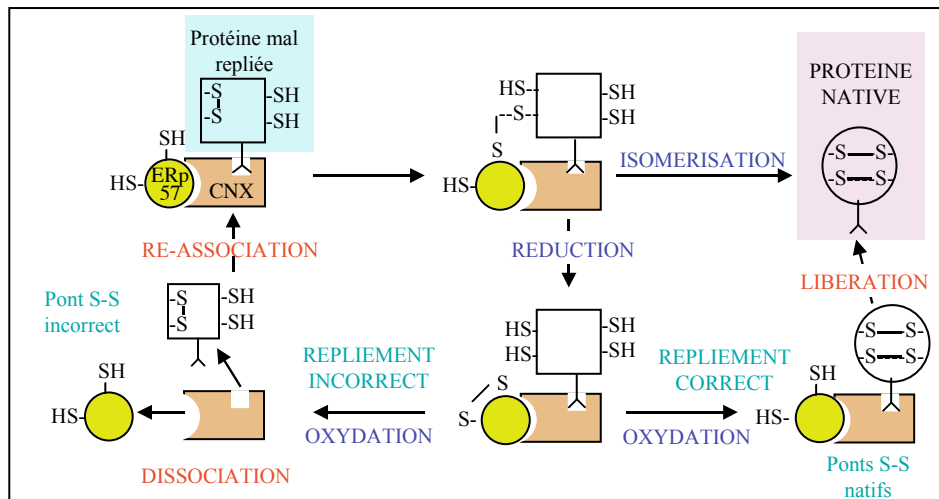 Protéine mal
repliée
-S
-S
-SH
-SH
SH
HS-
ERp
57
CNX
HS--
--S-
S
HS-
-SH
-SH
ISOMERISATION
PROTEINE
NATIVE
-S—S-
-S---S-
RE-ASSOCIATION
REDUCTION
LIBERATION
Pont S-S
incorrect
-S
-S
-SH
-SH
SH
HS-
REPLIEMENT
INCORRECT
OXYDATION
DISSOCIATION
HS-
HS-
-SH
-SH
S
S-
REPLIEMENT
CORRECT
OXYDATION
-S—S-
-S---S-
SH
HS-
Ponts S-S
natifs